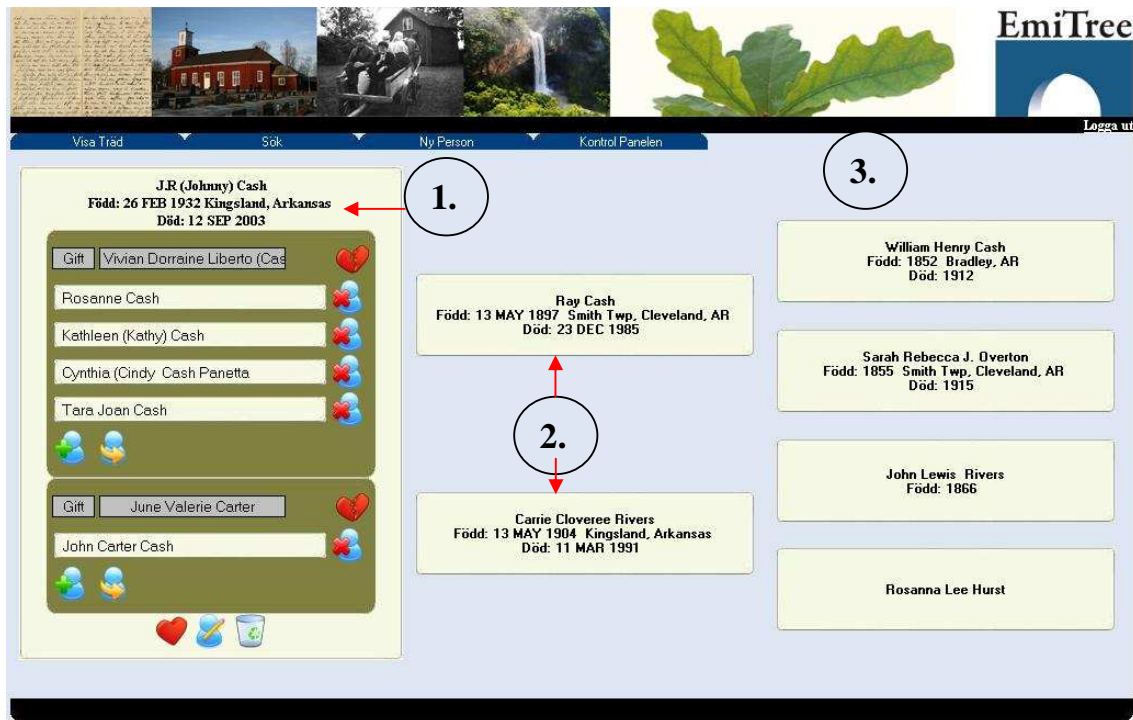 EmiTree
Logga ut
Visa Träd
Sök
Ny Person
Kontrol Panelen
J.R (Johnny) Cash
Född: 26 FEB 1932 Kingsland, Arkansas
Död: 12 SEP 2003
1.
Gift
Vivian Dorraine Liberto (Cas
Rosanne Cash
Kathleen (Kathy) Cash
Cynthia (Cindy Cash Panetta
Tara Joan Cash
Gift
June Valerie Carter
John Carter Cash
2.
Ray Cash
Född: 13 MAY 1897 Smith Twp, Cleveland, AR
Död: 23 DEC 1985
Carrie Cloveree Rivers
Född: 13 MAY 1904 Kingsland, Arkansas
Död: 11 MAR 1991
3.
William Henry Cash
Född: 1852 Bradley, AR
Död: 1912
Sarah Rebecca J. Overton
Född: 1855 Smith Twp, Cleveland, AR
Död: 1915
John Lewis Rivers
Född: 1866
Rosanna Lee Hurst